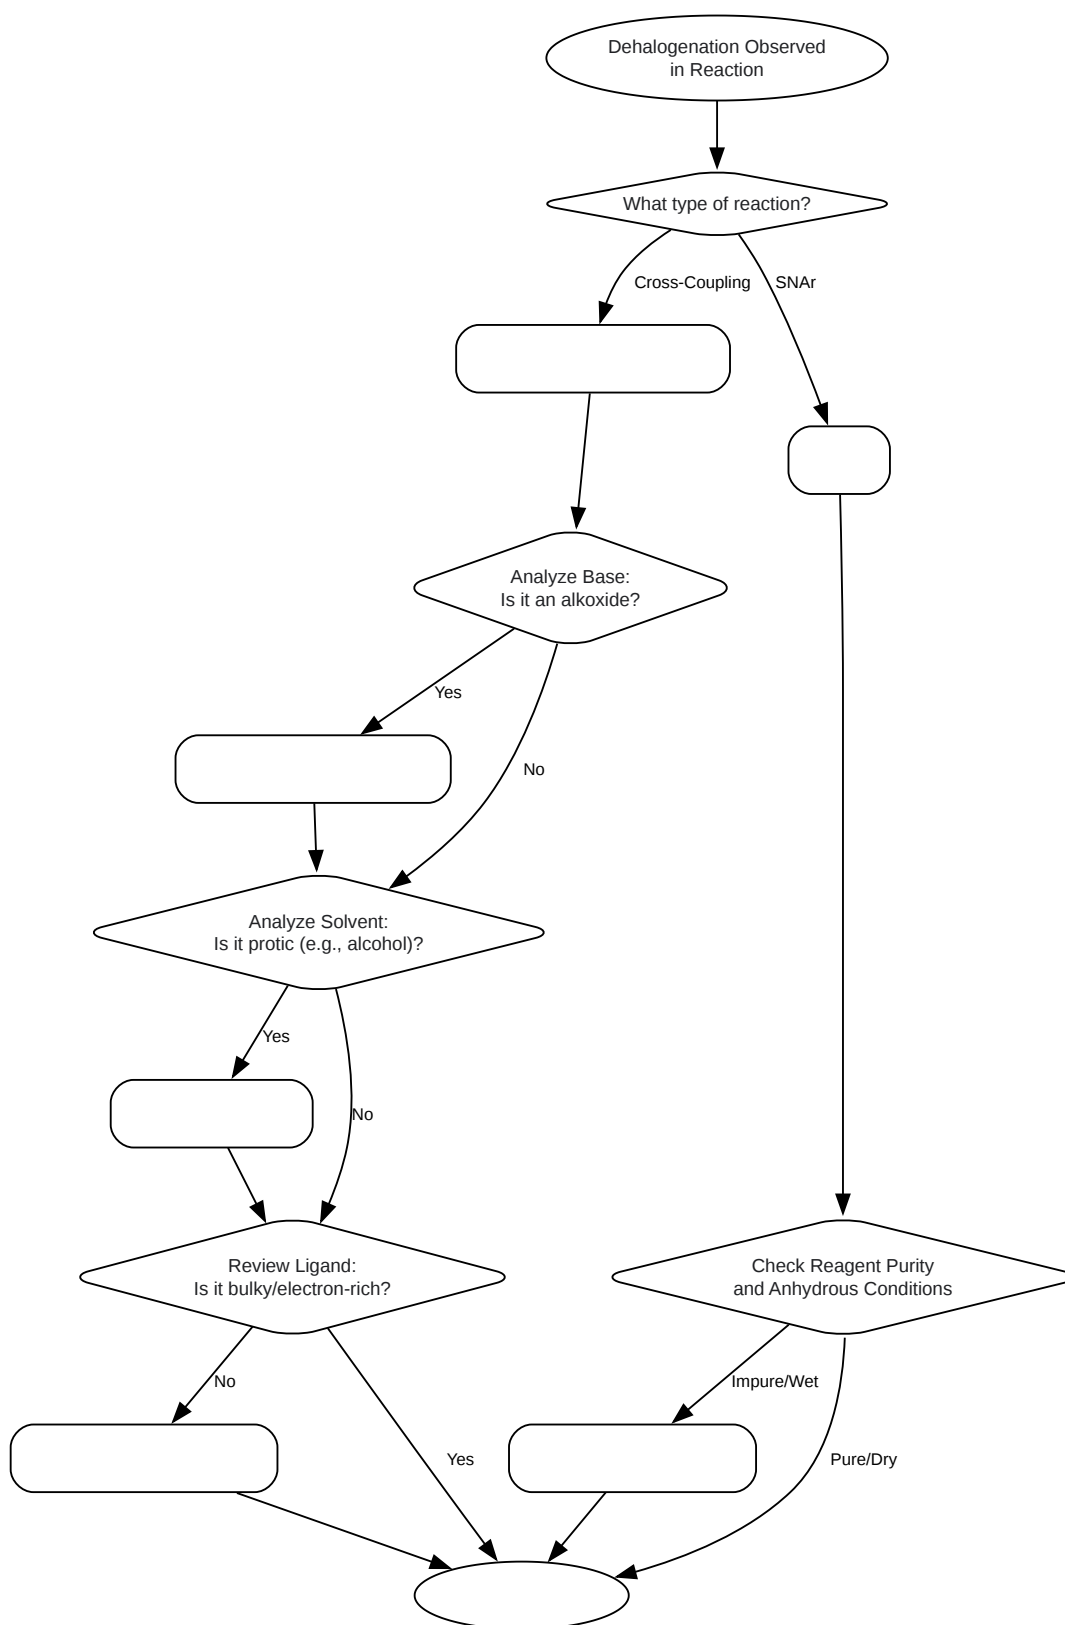 Dehalogenation Observed
in Reaction
What type of reaction?
Cross-Coupling
SNAr
Analyze Base:
Is it an alkoxide?
Yes
No
Analyze Solvent:
Is it protic (e.g., alcohol)?
Yes
No
Review Ligand:
Is it bulky/electron-rich?
Check Reagent Purity
and Anhydrous Conditions
No
Impure/Wet
Yes
Pure/Dry